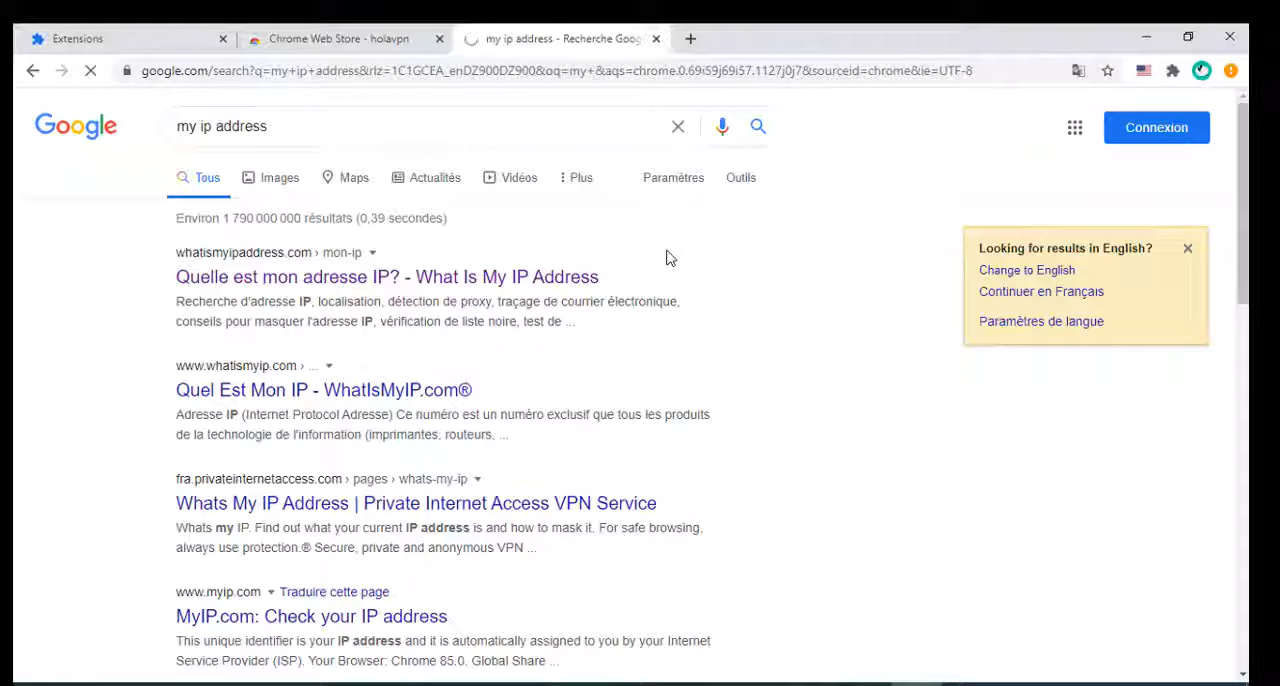 Extensions
Chrome Web Store - holavpn
my ip address - Recherche Goog
google.com/search?q=my+ip+address&rlz=1C1GCEA_enDZ900DZ900&oq=my+&aqs=chrome.0.69i59j69i57.1127j0j7&sourceid=chrome&ie=UTF-8
Google
my ip address
Connexion
Tous Images Maps Actualités Vidéos Plus Paramètres Outils
Environ 1 790 000 000 résultats (0,39 secondes)
whatismyipaddress.com › mon-ip
Quelle est mon adresse IP? - What Is My IP Address
Recherche d'adresse IP, localisation, détection de proxy, traçage de courrier électronique,
conseils pour masquer l'adresse IP, vérification de liste noire, test de ...
www.whatismyip.com › ...
Quel Est Mon IP - WhatIsMyIP.com®
Adresse IP (Internet Protocol Adresse) Ce numéro est un numéro exclusif que tous les produits
de la technologie de l'information (imprimantes, routeurs, ...
fra.privateinternetaccess.com › pages › whats-my-ip
Whats My IP Address | Private Internet Access VPN Service
Whats my IP. Find out what your current IP address is and how to mask it. For safe browsing,
always use protection.® Secure, private and anonymous VPN ...
www.myip.com Traduire cette page
MyIP.com: Check your IP address
This unique identifier is your IP address and it is automatically assigned to you by your Internet
Service Provider (ISP). Your Browser: Chrome 85.0. Global Share ...
Looking for results in English?
Change to English
Continuer en Français
Paramètres de langue